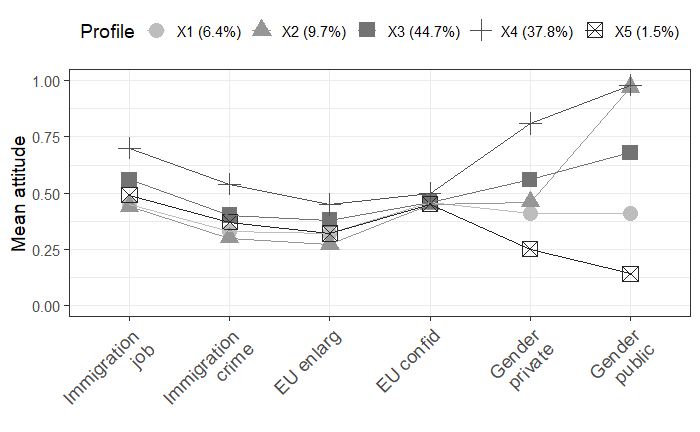 Profile X1 (6.4%) X2 (9.7%) X3 (44.7%) X4 (37.8%) X5 (1.5%)
1.00
0.75
0.50
0.25
0.00
Mean attitude
Immigration
job
Immigration
crime
EU enlarg
EU confid
Gender
private
Gender
public